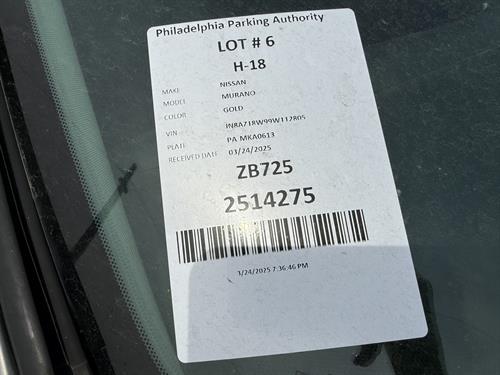 Philadelphia Parking Authority
LOT # 6
H-18
MAKE NISSAN
MODEL MURANO
COLOR GOLD
VIN JN8AZ18W99W112805
PLATE PA MKA0613
RECEIVED DATE 03/24/2025
ZB725
2514275
3/24/2025 7:36:46 PM